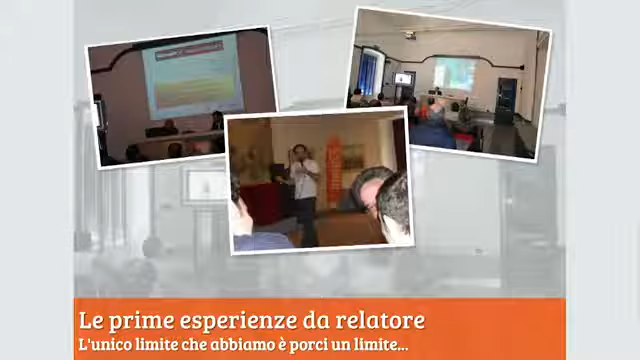 Le prime esperienze da relatore
L'unico limite che abbiamo è porci un limite...